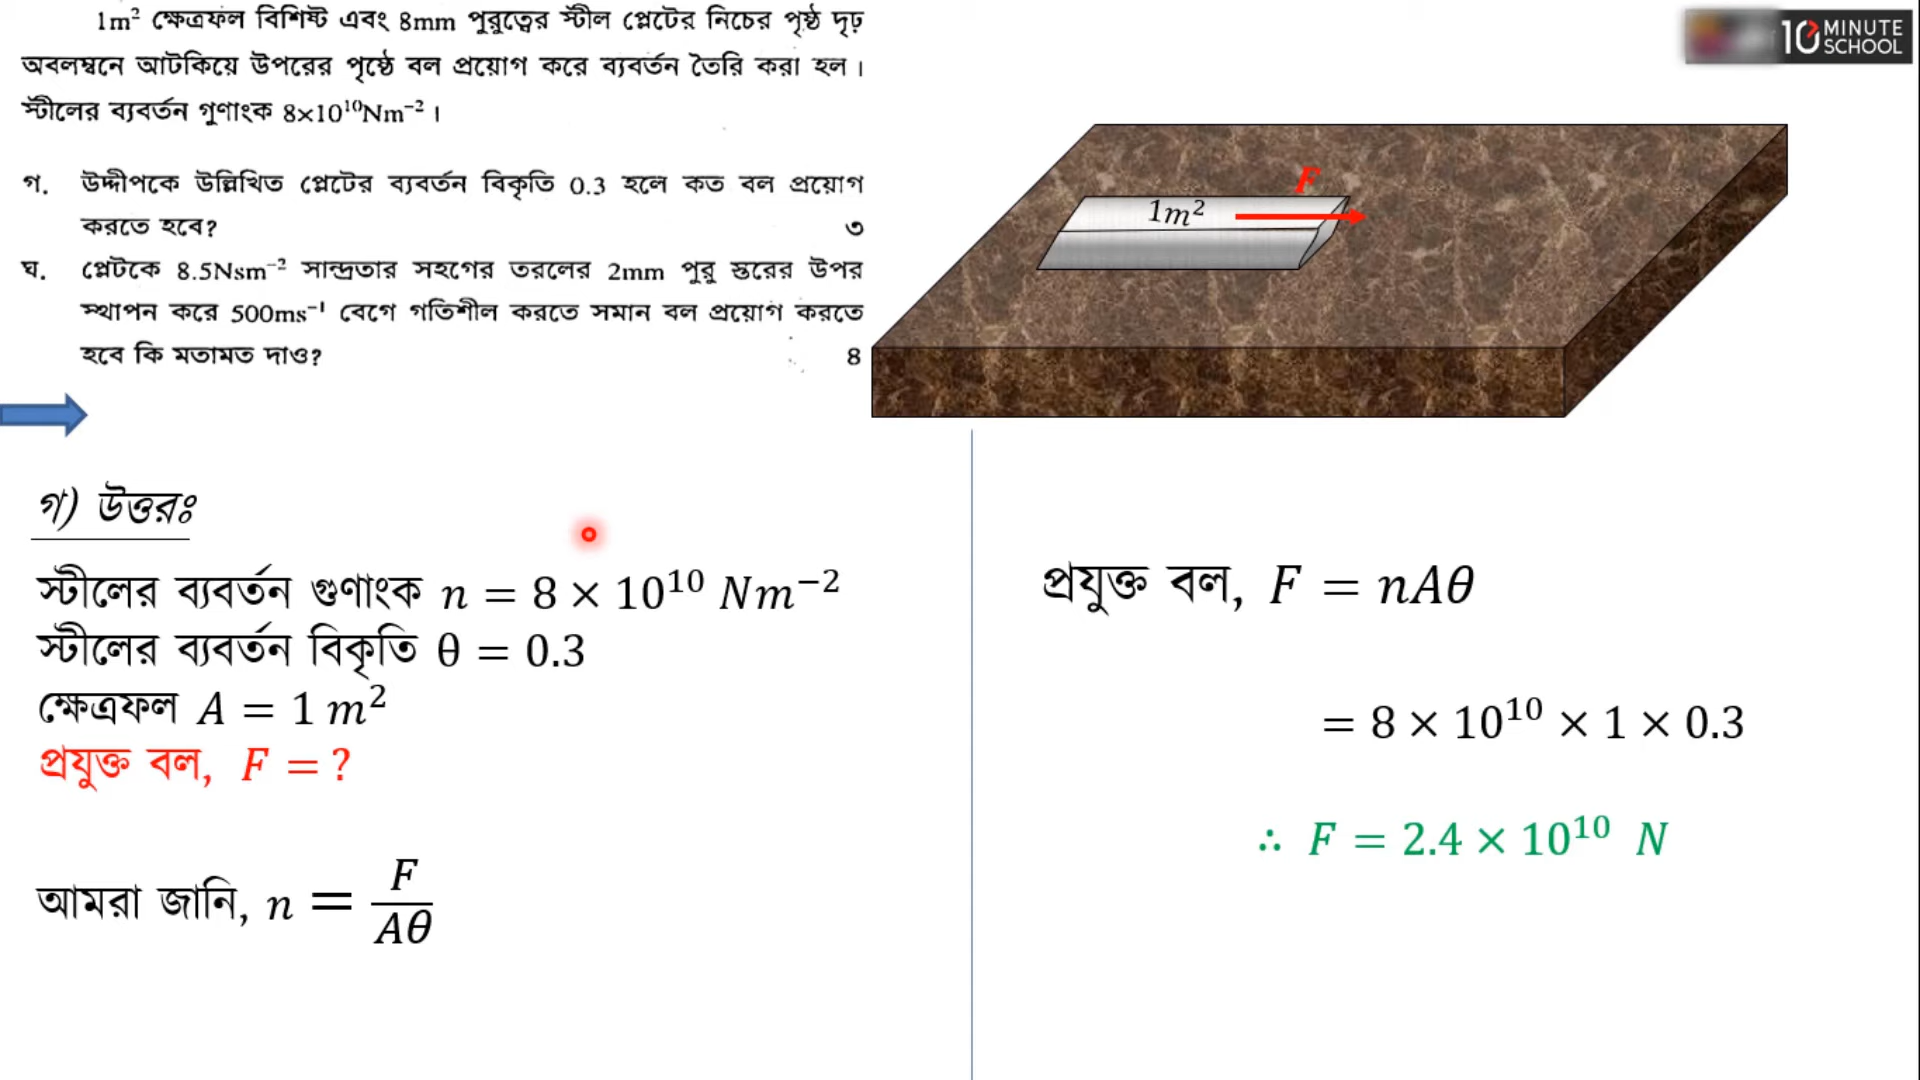 1m² ক্ষেত্রফল বিশিষ্ট এবং 8mm পুরুত্বের স্টীল প্লেটের নিচের পৃষ্ঠ দৃঢ়
অবলম্বনে আটকিয়ে উপরের পৃষ্ঠে বল প্রয়োগ করে ব্যবর্তন তৈরি করা হল।
স্টীলের ব্যবর্তন গুণাংক 8×10¹⁰Nm⁻²।
গ. উদ্দীপকে উল্লিখিত প্লেটের ব্যবর্তন বিকৃতি 0.3 হলে কত বল প্রয়োগ
করতে হবে? ৩
ঘ. প্লেটকে 8.5Nsm⁻² সান্দ্রতার সহগের তরলের 2mm পুরু স্তরের উপর
স্থাপন করে 500ms⁻¹ বেগে গতিশীল করতে সমান বল প্রয়োগ করতে
হবে কি মতামত দাও? ৪
10 MINUTE
SCHOOL
F
1m²
গ) উত্তরঃ
স্টীলের ব্যবর্তন গুণাংক n = 8 × 10¹⁰ Nm⁻²
স্টীলের ব্যবর্তন বিকৃতি θ = 0.3
ক্ষেত্রফল A = 1 m²
প্রযুক্ত বল, F = ?
আমরা জানি, n = F/Aθ
প্রযুক্ত বল, F = nAθ
= 8 × 10¹⁰ × 1 × 0.3
∴ F = 2.4 × 10¹⁰ N